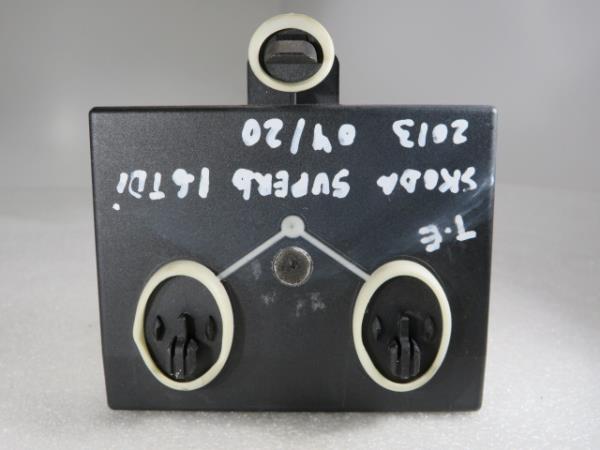 T.E
SKODA SUPERb 1.6TDi
2013 04/20